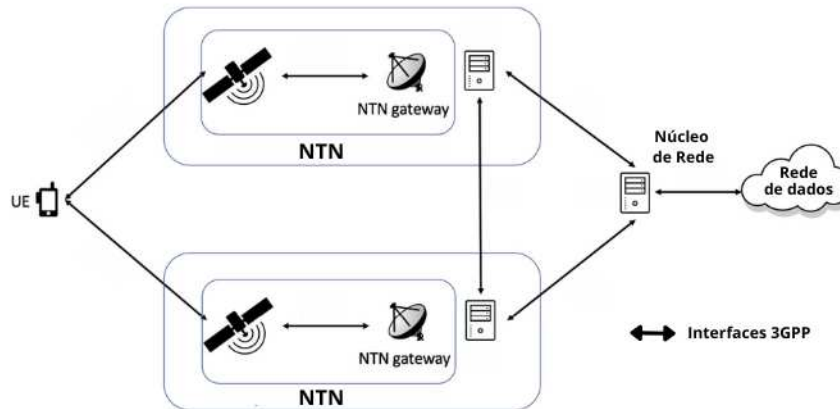 NTN gateway
NTN
UE
Núcleo
de Rede
Rede
de dados
NTN gateway
NTN
Interfaces 3GPP